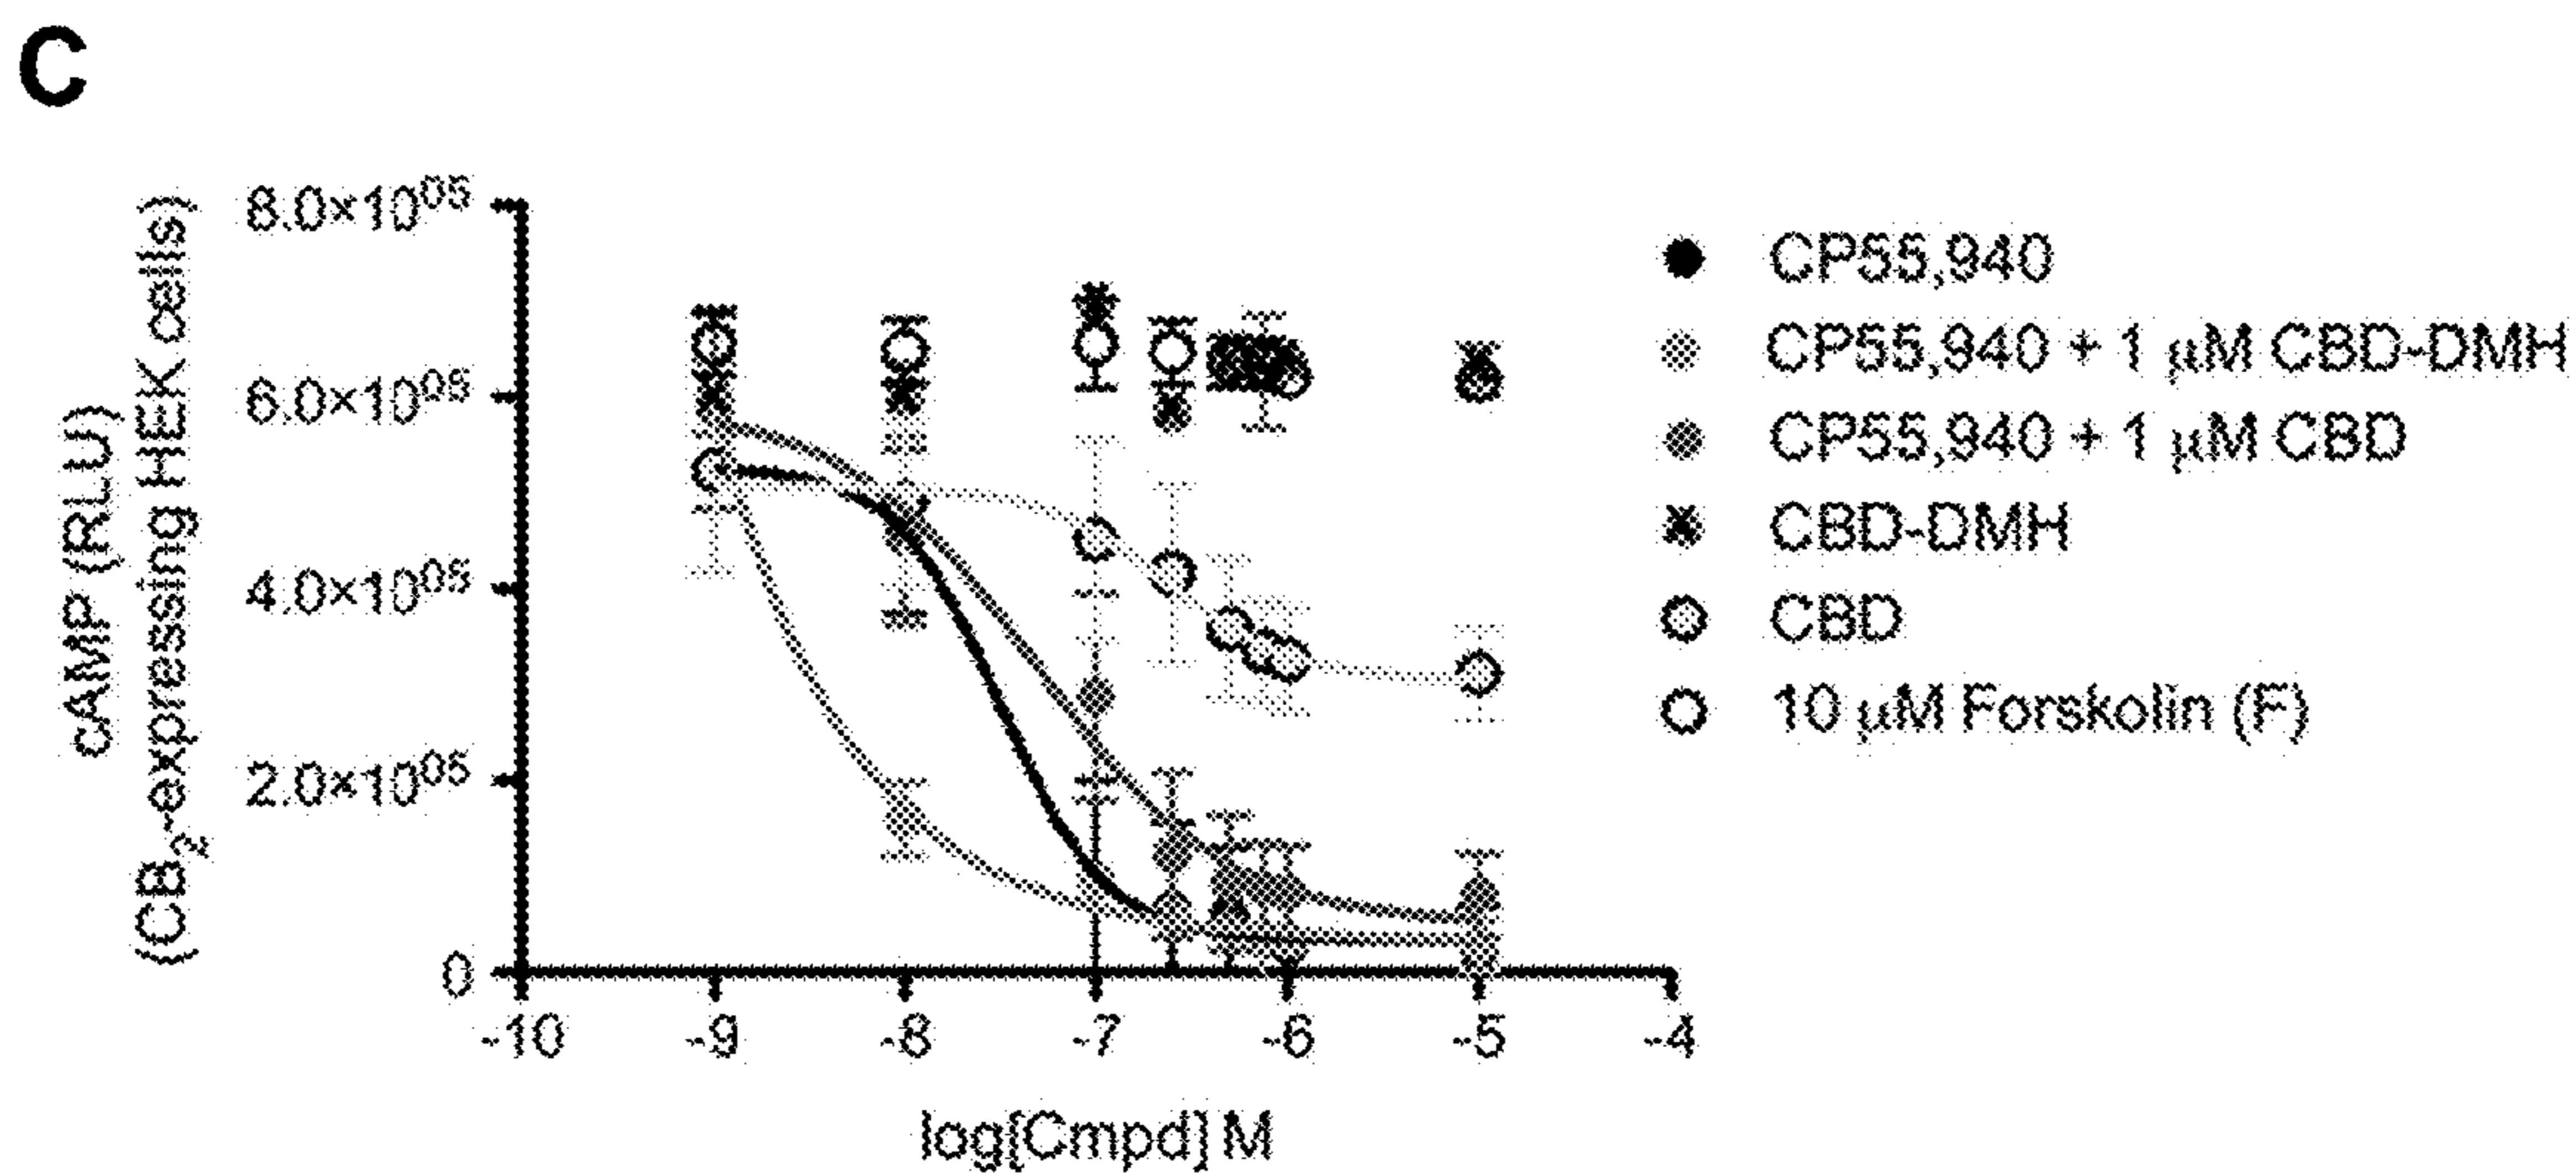 C
cAMP (RLU)
(CB2-expressing HEK cells)
8.0×10^05
6.0×10^05
4.0×10^05
2.0×10^05
0
-10 -9 -8 -7 -6 -5 -4
log[Cmpd] M
CP55,940
CP55,940 + 1 µM CBD-DMH
CP55,940 + 1 µM CBD
CBD-DMH
CBD
10 µM Forskolin (F)